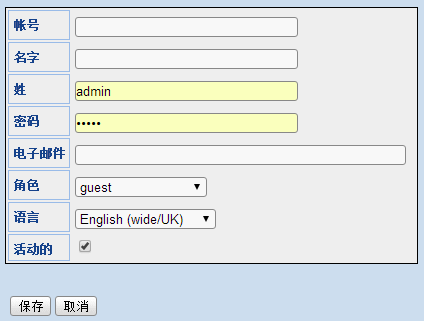 帐号
名字
姓 admin
密码 •••••
电子邮件
角色 guest
语言 English (wide/UK)
活动的
保存 取消